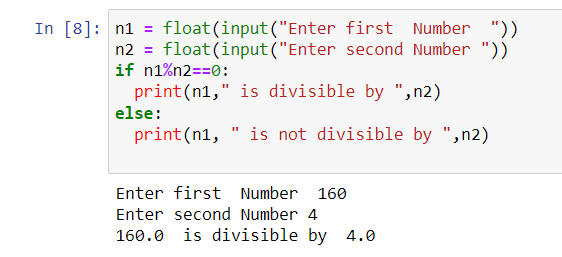 In [8]: n1 = float(input("Enter first  Number  "))
n2 = float(input("Enter second Number "))
if n1%n2==0:
  print(n1," is divisible by ",n2)
else:
  print(n1, " is not divisible by ",n2)
Enter first  Number  160
Enter second Number 4
160.0  is divisible by  4.0